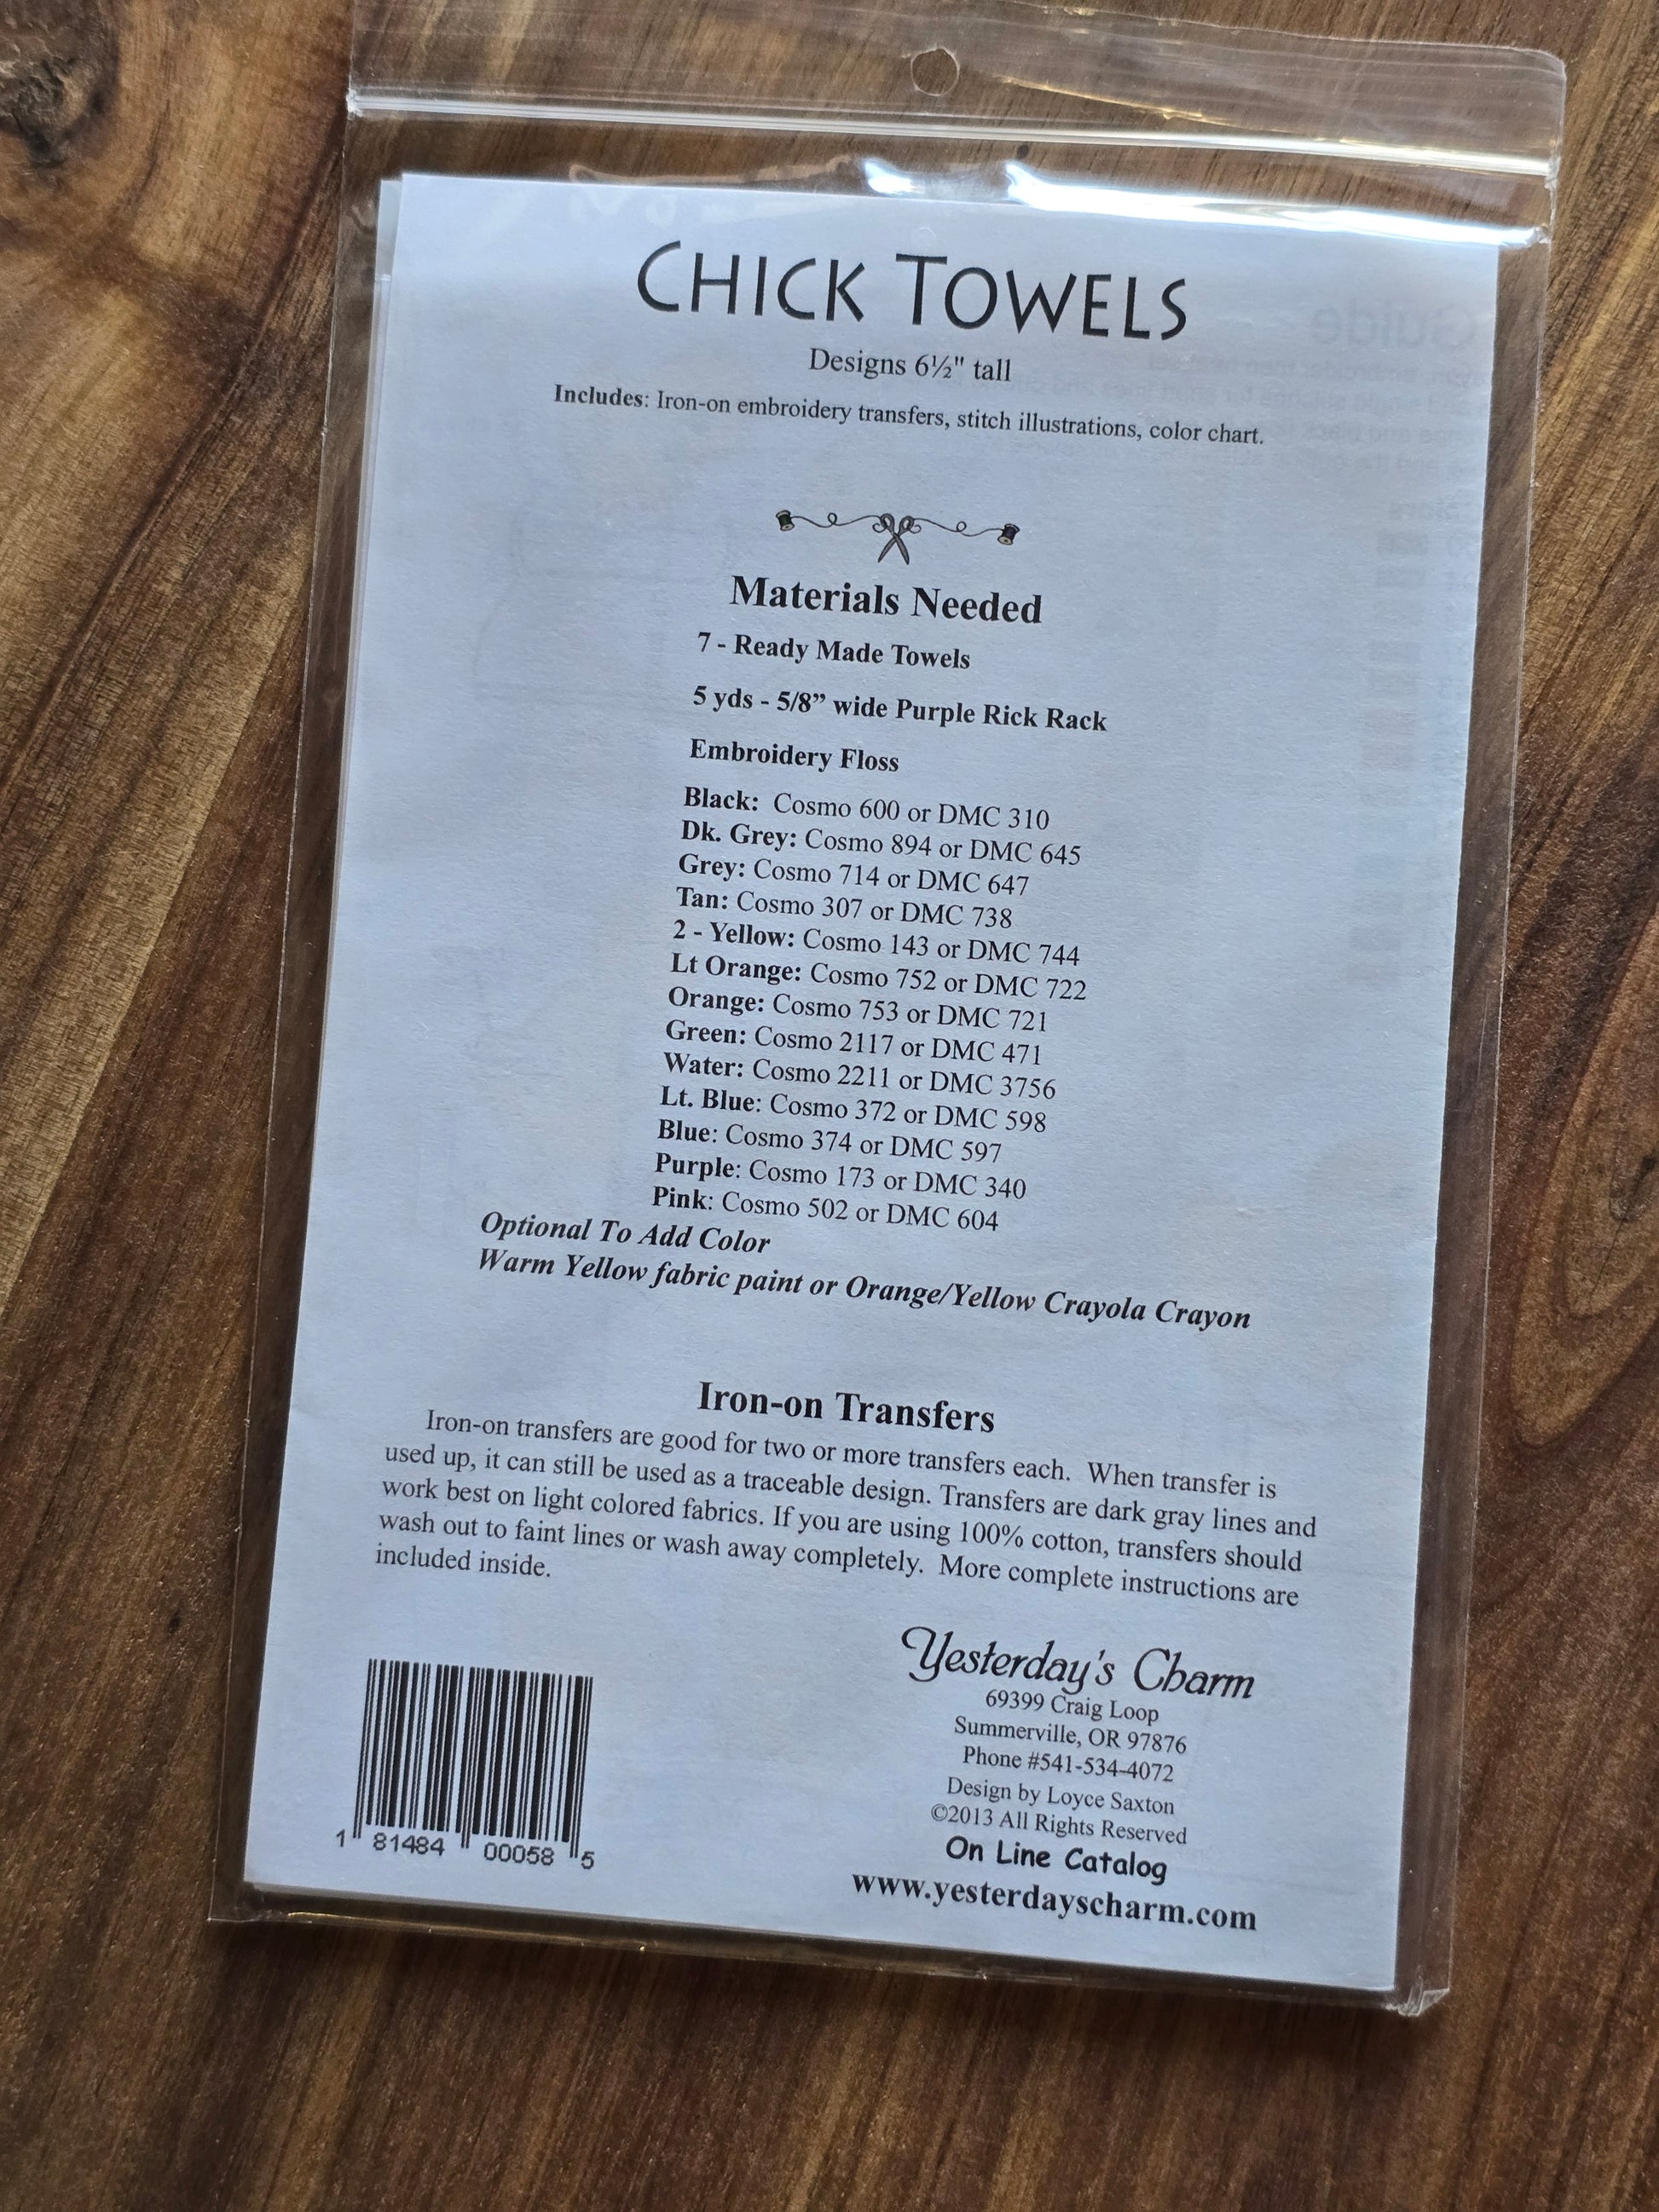 CHICK TOWELS
Designs 6½" tall
Includes: Iron-on embroidery transfers, stitch illustrations, color chart.
Materials Needed
7 - Ready Made Towels
5 yds - 5/8” wide Purple Rick Rack
Embroidery Floss
Black: Cosmo 600 or DMC 310
Dk. Grey: Cosmo 894 or DMC 645
Grey: Cosmo 714 or DMC 647
Tan: Cosmo 307 or DMC 738
2 - Yellow: Cosmo 143 or DMC 744
Lt Orange: Cosmo 752 or DMC 722
Orange: Cosmo 753 or DMC 721
Green: Cosmo 2117 or DMC 471
Water: Cosmo 2211 or DMC 3756
Lt. Blue: Cosmo 372 or DMC 598
Blue: Cosmo 374 or DMC 597
Purple: Cosmo 173 or DMC 340
Pink: Cosmo 502 or DMC 604
Optional To Add Color
Warm Yellow fabric paint or Orange/Yellow Crayola Crayon
Iron-on Transfers
Iron-on transfers are good for two or more transfers each. When transfer is
used up, it can still be used as a traceable design. Transfers are dark gray lines and
work best on light colored fabrics. If you are using 100% cotton, transfers should
wash out to faint lines or wash away completely. More complete instructions are
included inside.
Yesterday's Charm
69399 Craig Loop
Summerville, OR 97876
Phone #541-534-4072
Design by Loyce Saxton
©2013 All Rights Reserved
On Line Catalog
www.yesterdayscharm.com
1 81484 00058 5